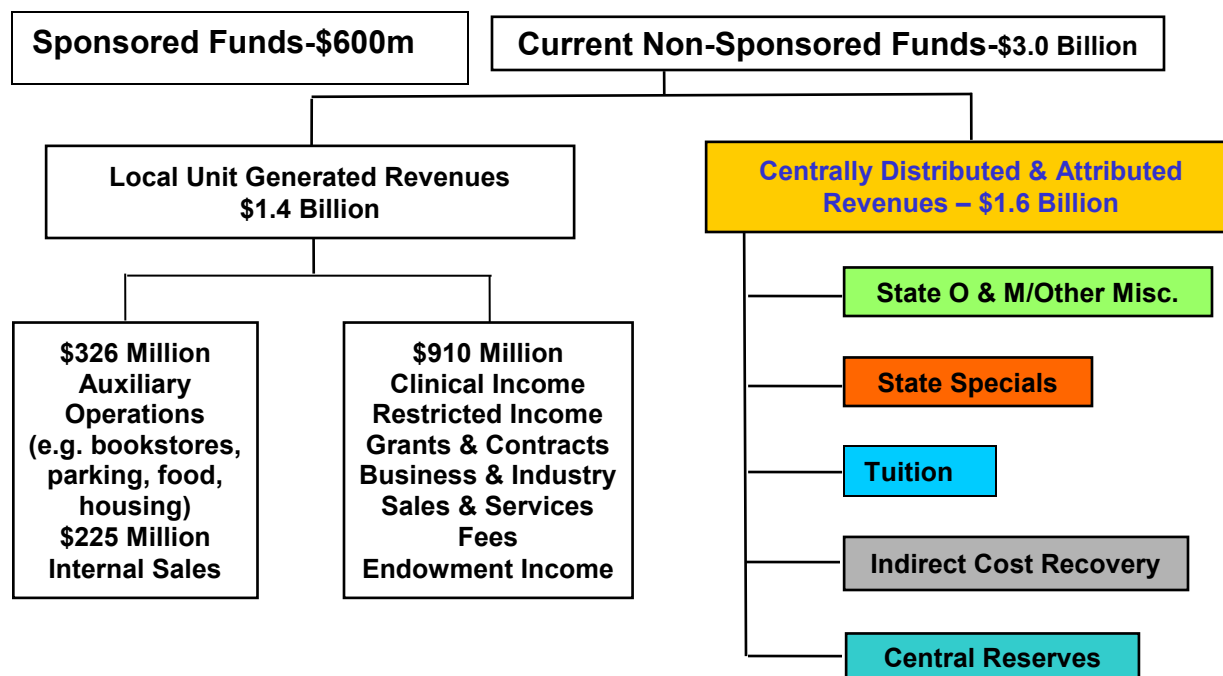 Sponsored Funds-$600m
Current Non-Sponsored Funds-$3.0 Billion
Local Unit Generated Revenues
$1.4 Billion
Centrally Distributed & Attributed
Revenues – $1.6 Billion
$326 Million
Auxiliary
Operations
(e.g. bookstores,
parking, food,
housing)
$225 Million
Internal Sales
$910 Million
Clinical Income
Restricted Income
Grants & Contracts
Business & Industry
Sales & Services
Fees
Endowment Income
State O & M/Other Misc.
State Specials
Tuition
Indirect Cost Recovery
Central Reserves